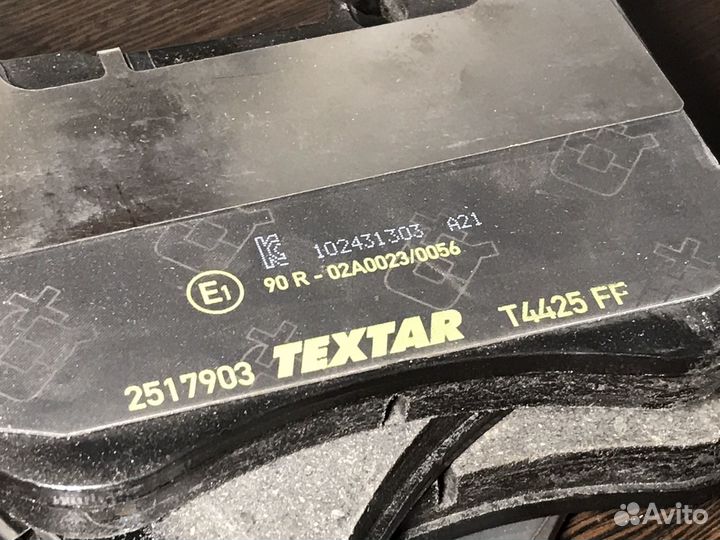 102431303 A21
E1 90 R - 02A0023/0056
2517903 TEXTAR T4425 FF
Avito